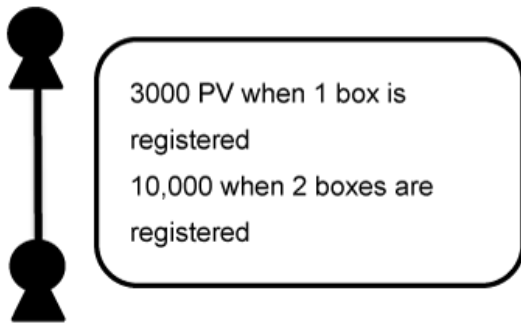 3000 PV when 1 box is
registered
10,000 when 2 boxes are
registered